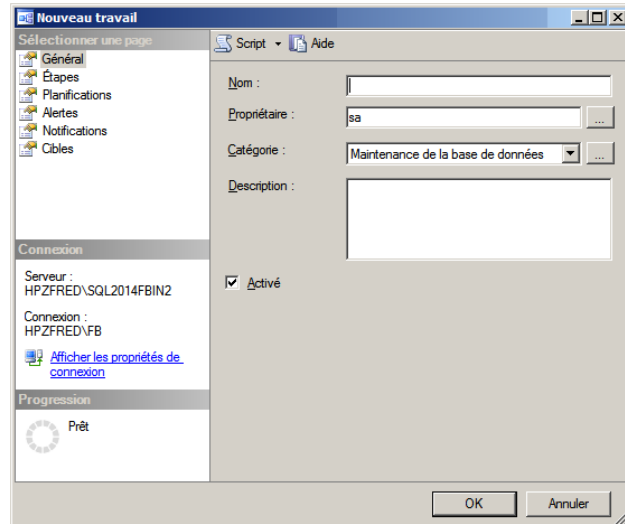 Nouveau travail
Sélectionner une page
Général
Étapes
Planifications
Alertes
Notifications
Cibles
Script
Aide
Nom :
Propriétaire :
sa
...
Catégorie :
Maintenance de la base de données
...
Description :
Activé
Connexion
Serveur :
HPZFRED\SQL2014FBIN2
Connexion :
HPZFRED\FB
Afficher les propriétés de
connexion
Progression
Prêt
OK
Annuler